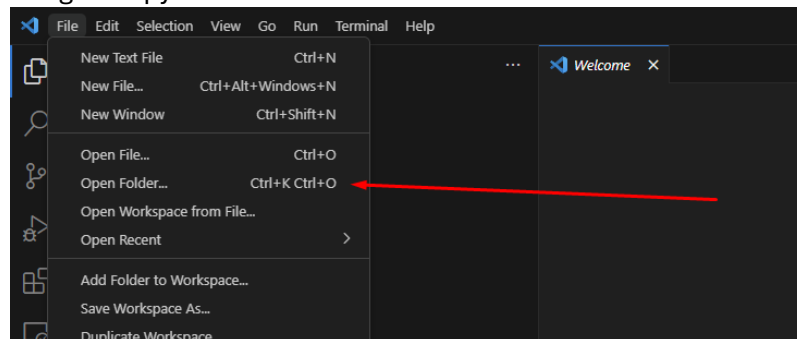 File Edit Selection View Go Run Terminal Help
New Text File Ctrl+N
... Welcome ×
New File... Ctrl+Alt+Windows+N
New Window Ctrl+Shift+N
Open File... Ctrl+O
Open Folder... Ctrl+K Ctrl+O
Open Workspace from File...
Open Recent >
Add Folder to Workspace...
Save Workspace As...
Duplicate Workspace